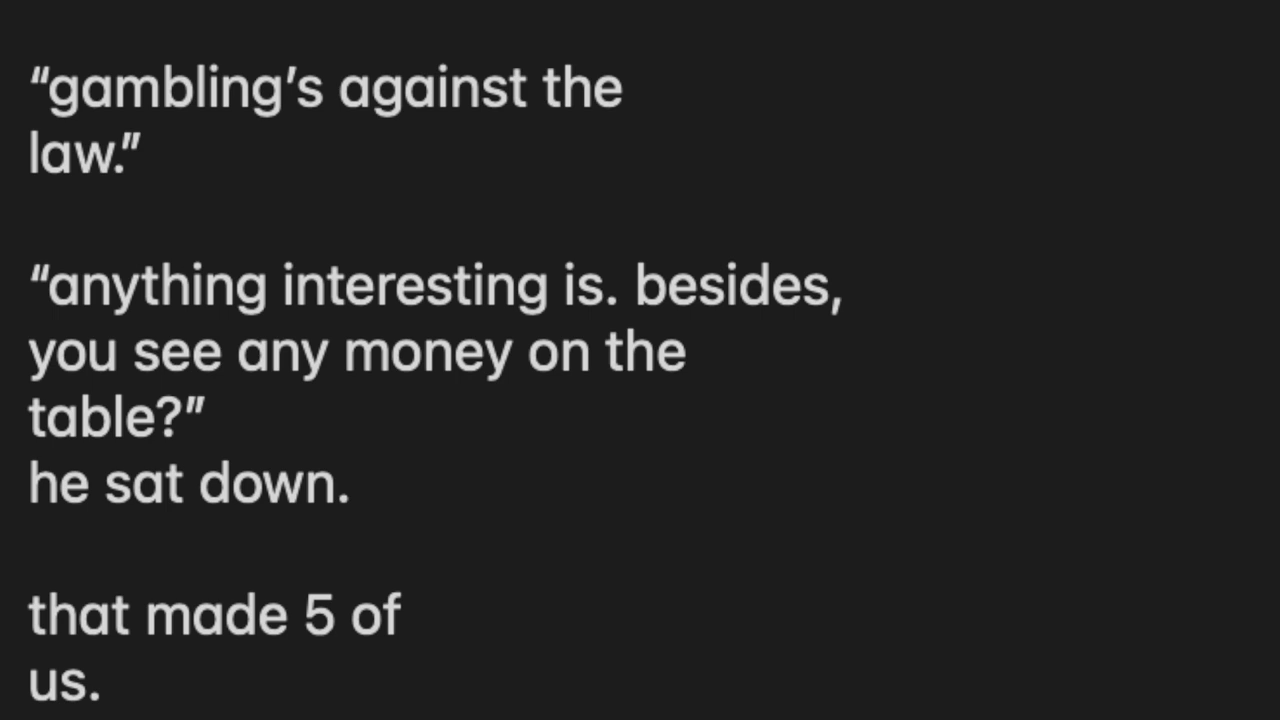 “gambling’s against the
law.”
“anything interesting is. besides,
you see any money on the
table?”
he sat down.
that made 5 of
us.